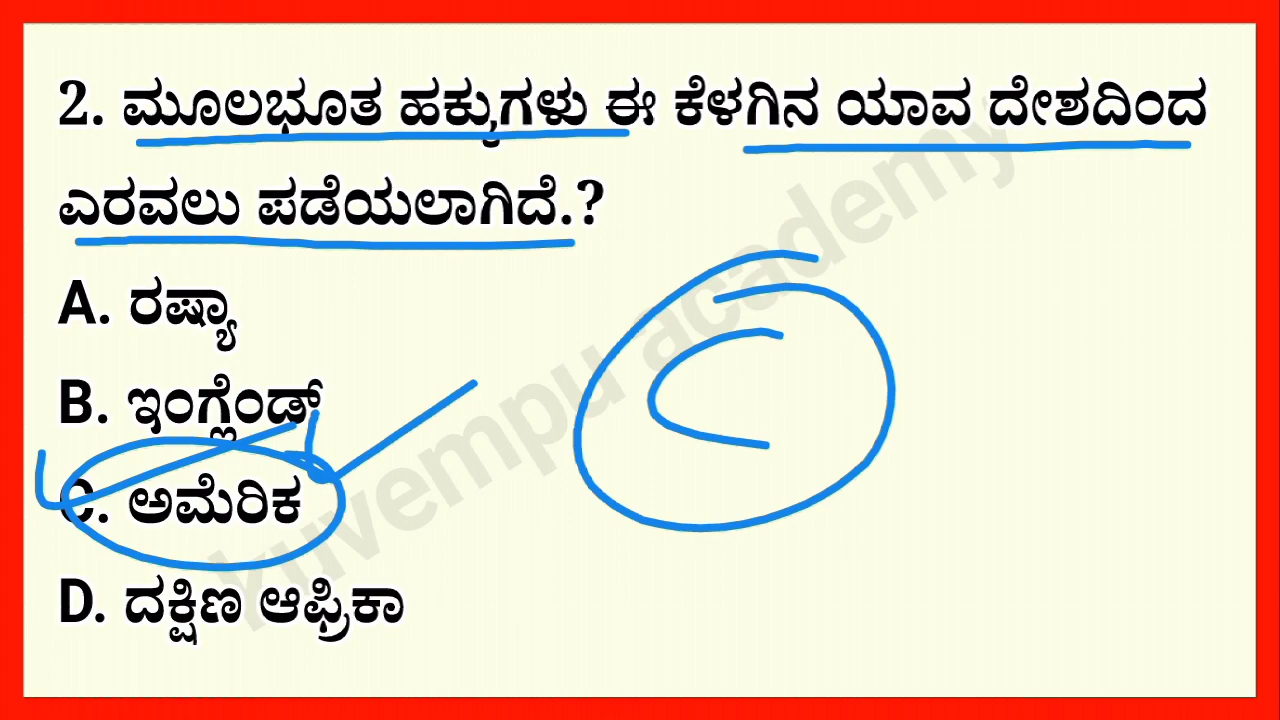 2. ಮೂಲಭೂತ ಹಕ್ಕುಗಳು ಈ ಕೆಳಗಿನ ಯಾವ ದೇಶದಿಂದ
ಎರವಲು ಪಡೆಯಲಾಗಿದೆ.?
A. ರಷ್ಯಾ
B. ಇಂಗ್ಲೆಂಡ್
C. ಅಮೆರಿಕ
D. ದಕ್ಷಿಣ ಆಫ್ರಿಕಾ
C
kuvempu academy